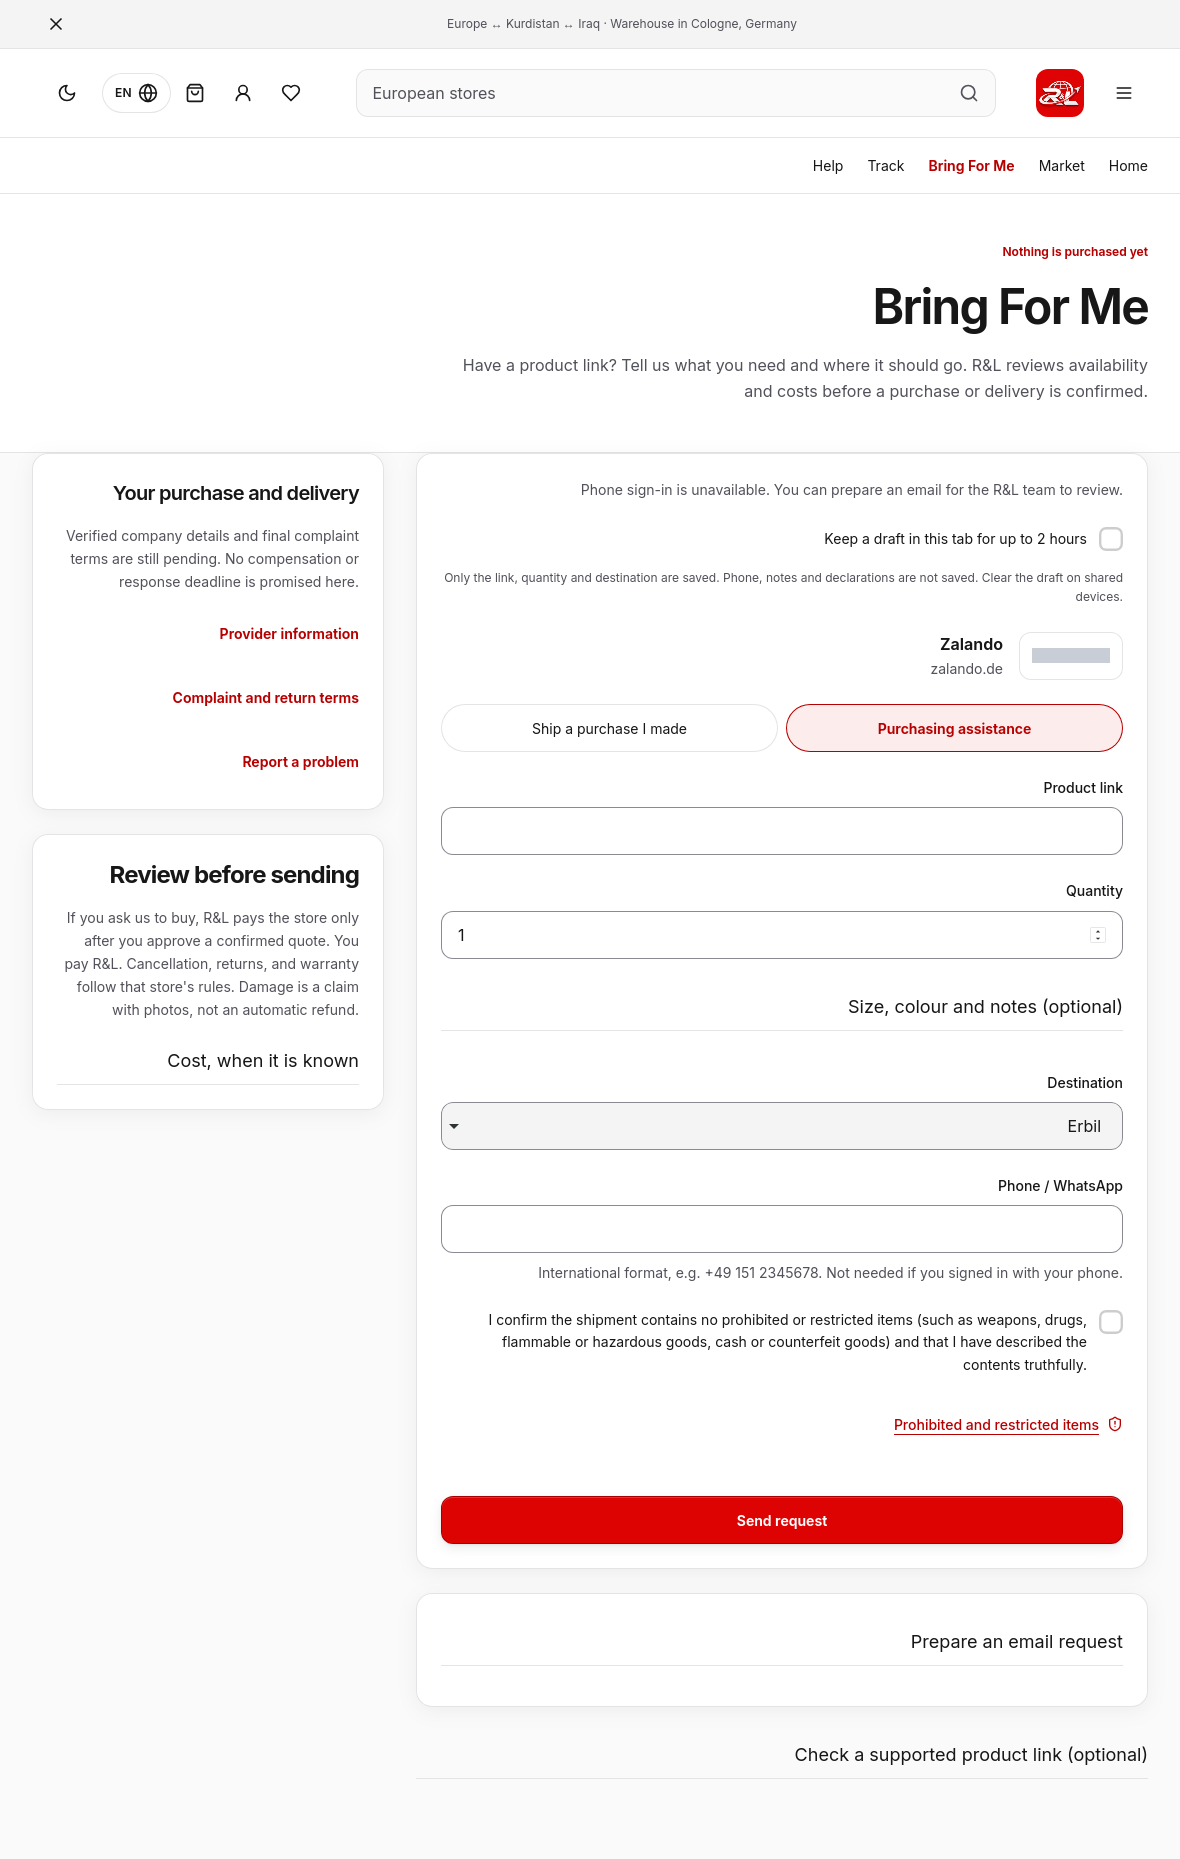 Europe ↔ Kurdistan ↔ Iraq · Warehouse in Cologne, Germany
EN
European stores
R&L
Help
Track
Bring For Me
Market
Home
Nothing is purchased yet
Bring For Me
Have a product link? Tell us what you need and where it should go. R&L reviews availability
and costs before a purchase or delivery is confirmed.
Your purchase and delivery
Verified company details and final complaint
terms are still pending. No compensation or
response deadline is promised here.
Provider information
Complaint and return terms
Report a problem
Review before sending
If you ask us to buy, R&L pays the store only
after you approve a confirmed quote. You
pay R&L. Cancellation, returns, and warranty
follow that store's rules. Damage is a claim
with photos, not an automatic refund.
Cost, when it is known
Phone sign-in is unavailable. You can prepare an email for the R&L team to review.
Keep a draft in this tab for up to 2 hours
Only the link, quantity and destination are saved. Phone, notes and declarations are not saved. Clear the draft on shared
devices.
Zalando
zalando.de
Ship a purchase I made
Purchasing assistance
Product link
Quantity
1
Size, colour and notes (optional)
Destination
Erbil
Phone / WhatsApp
International format, e.g. +49 151 2345678. Not needed if you signed in with your phone.
I confirm the shipment contains no prohibited or restricted items (such as weapons, drugs,
flammable or hazardous goods, cash or counterfeit goods) and that I have described the
contents truthfully.
Prohibited and restricted items
Send request
Prepare an email request
Check a supported product link (optional)